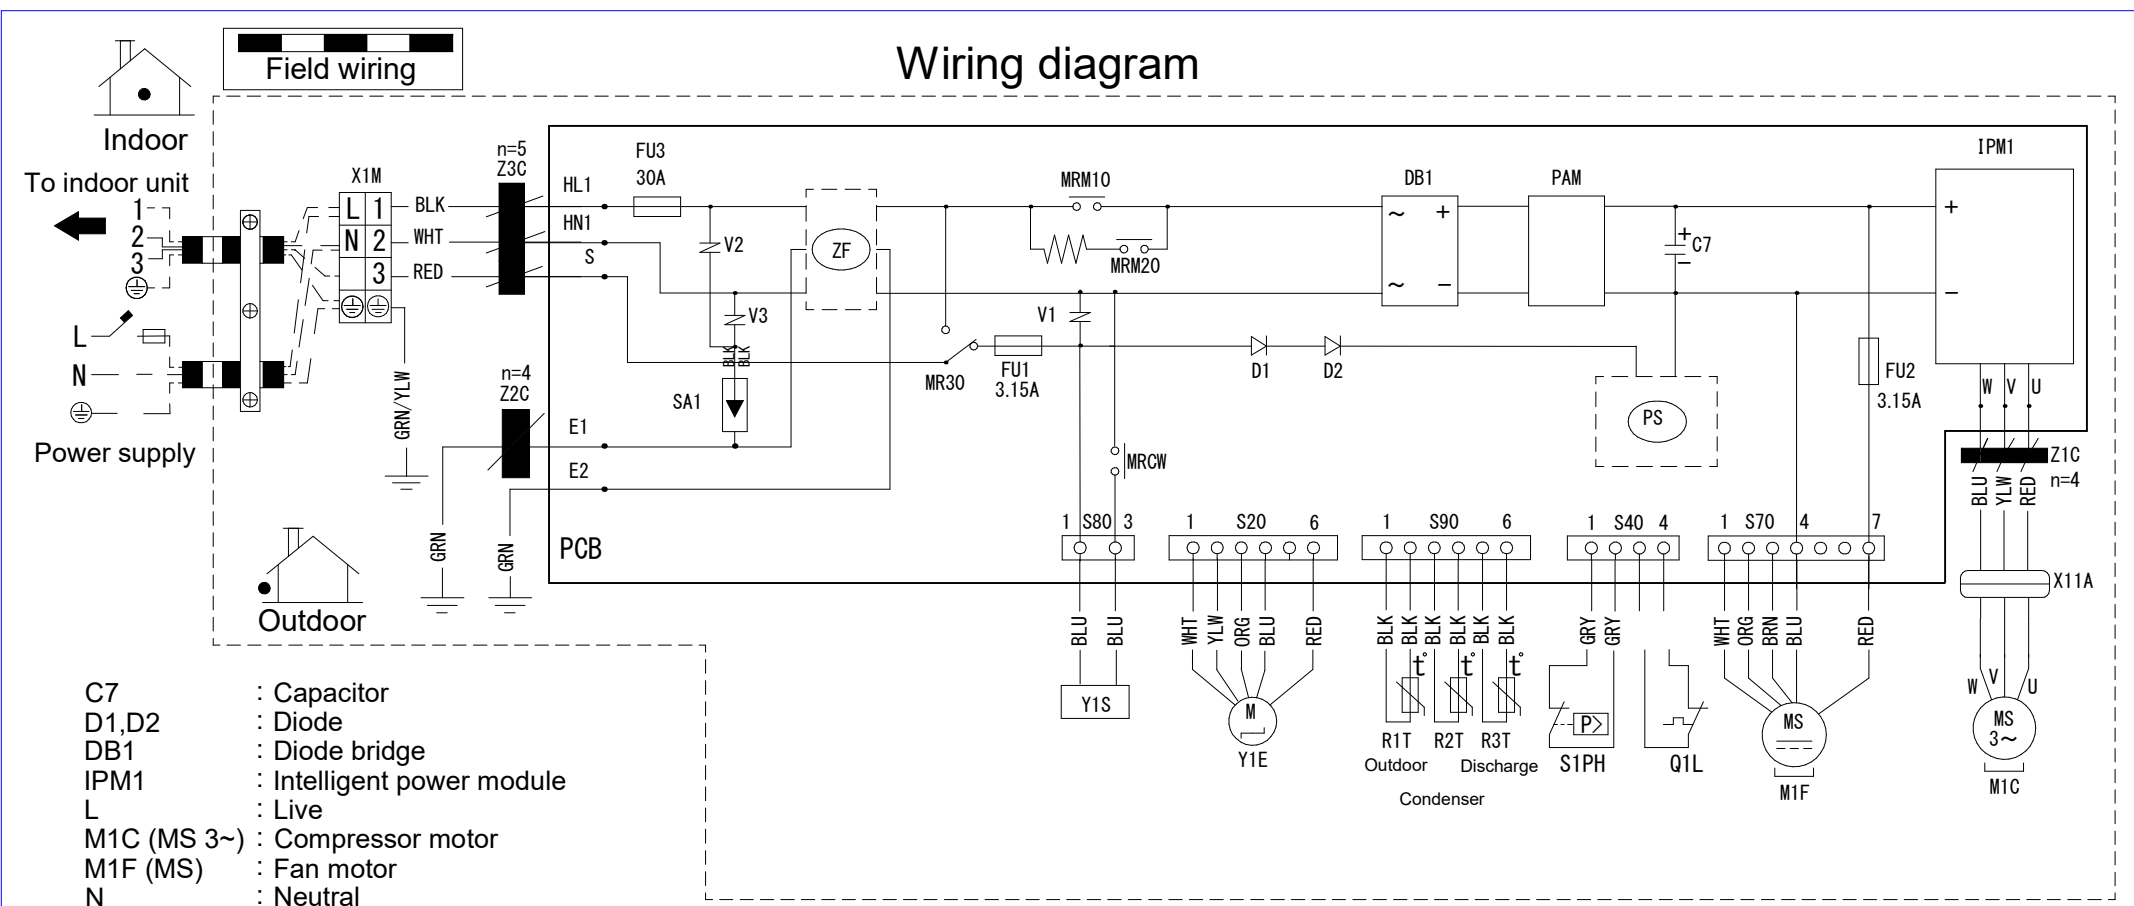 Wiring diagram
Field wiring
Indoor
To indoor unit
1
2
3
L
N
Power supply
X1M
L 1
N 2
3
BLK
WHT
RED
GRN/YLW
n=5
Z3C
HL1
HN1
S
FU3
30A
V2
V3
BLK
BLK
SA1
ZF
n=4
Z2C
E1
E2
GRN
GRN
PCB
MRM10
MRM20
MR30
FU1
3.15A
V1
MRCW
D1
D2
DB1
~ +
~ −
PAM
+
C7
−
PS
IPM1
+
−
FU2
3.15A
W V U
Z1C
n=4
BLU
YLW
RED
X11A
W V U
MS
3~
M1C
1 S80 3
BLU
BLU
Y1S
1 S20 6
WHT
YLW
ORG
BLU
RED
M
Y1E
1 S90 6
BLK
BLK
BLK
BLK
BLK
BLK
t°
t°
t°
R1T
R2T
R3T
Outdoor
Discharge
Condenser
1 S40 4
GRY
GRY
P>
S1PH
Q1L
1 S70 4 7
WHT
ORG
BRN
BLU
RED
MS
M1F
Outdoor
C7 : Capacitor
D1,D2 : Diode
DB1 : Diode bridge
IPM1 : Intelligent power module
L : Live
M1C (MS 3~) : Compressor motor
M1F (MS) : Fan motor
N : Neutral